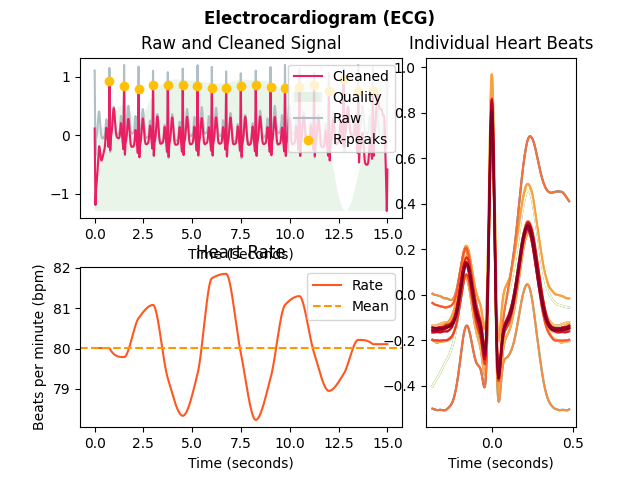 Electrocardiogram (ECG)
Raw and Cleaned Signal
1
0
−1
0.0 2.5 5.0 7.5 10.0 12.5 15.0
Time (seconds)
Cleaned
Quality
Raw
R-peaks
Heart Rate
Beats per minute (bpm)
82
81
80
79
0.0 2.5 5.0 7.5 10.0 12.5 15.0
Time (seconds)
Rate
Mean
Individual Heart Beats
1.0
0.8
0.6
0.4
0.2
0.0
−0.2
−0.4
0.0 0.5
Time (seconds)